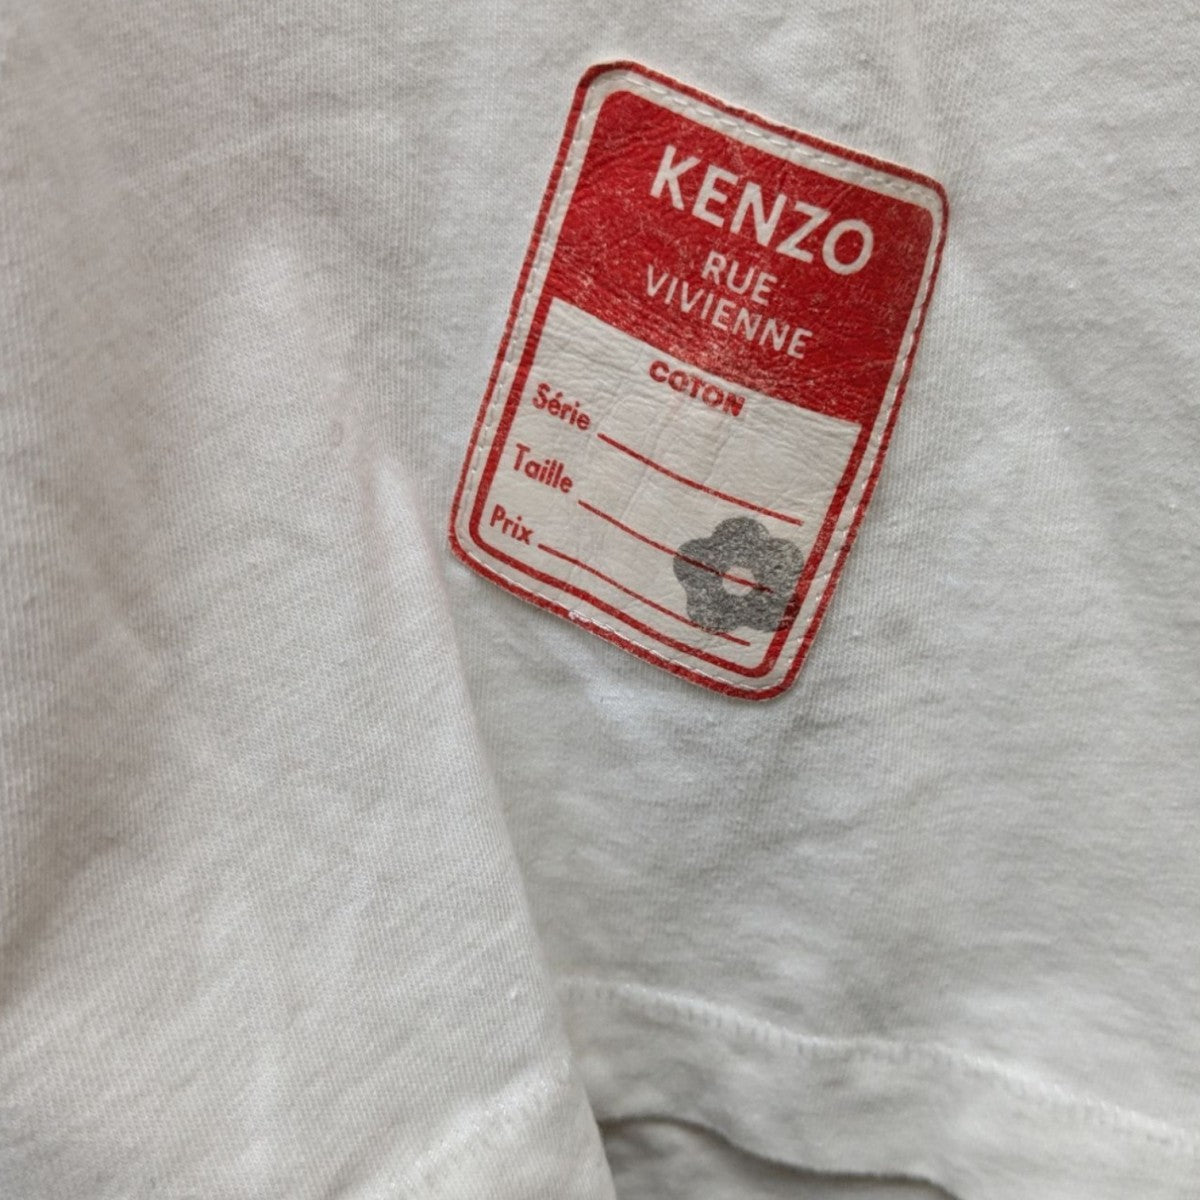 KENZO
RUE
VIVIENNE
COTON
Série
Taille
Prix